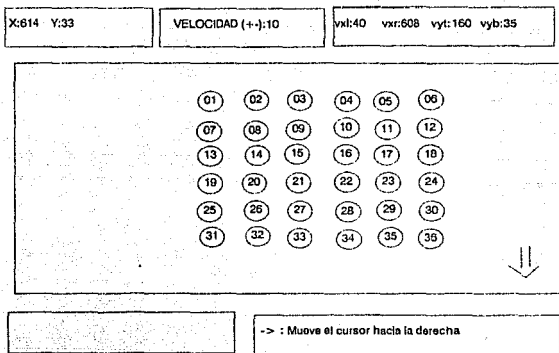 X:614 Y:33 VELOCIDAD (+-):10 vxl:40 vxr:608 vyt:160 vyb:35
01 02 03 04 05 06
07 08 09 10 11 12
13 14 15 16 17 18
19 20 21 22 23 24
25 26 27 28 29 30
31 32 33 34 35 36
-> : Mueve el cursor hacia la derecha